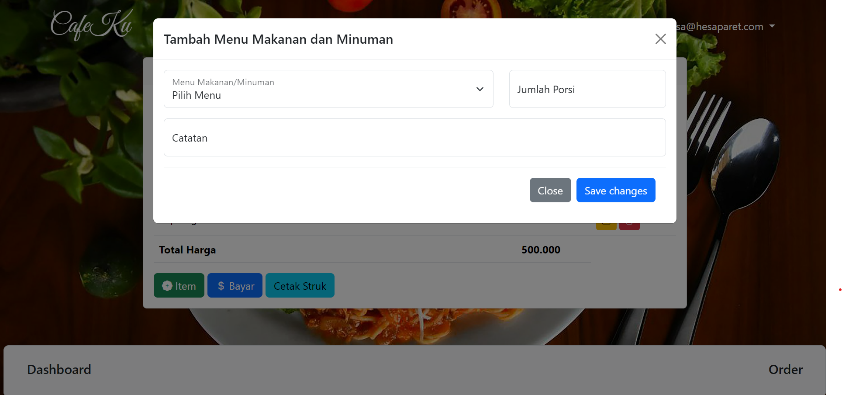 CafeKu
sa@hesaparet.com
Tambah Menu Makanan dan Minuman
Menu Makanan/Minuman
Pilih Menu
Jumlah Porsi
Catatan
Close
Save changes
Total Harga
500.000
Item
$ Bayar
Cetak Struk
Dashboard
Order